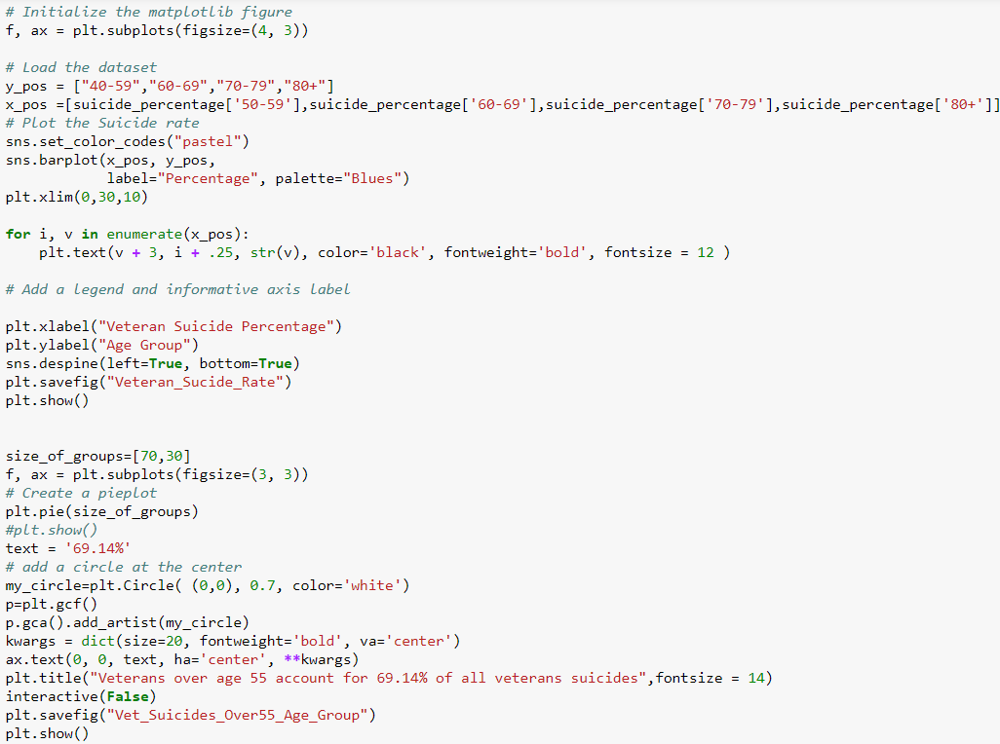 # Initialize the matplotlib figure
f, ax = plt.subplots(figsize=(4, 3))
# Load the dataset
y_pos = ["40-59","60-69","70-79","80+"]
x_pos =[suicide_percentage['50-59'],suicide_percentage['60-69'],suicide_percentage['70-79'],suicide_percentage['80+']]
# Plot the Suicide rate
sns.set_color_codes("pastel")
sns.barplot(x_pos, y_pos,
            label="Percentage", palette="Blues")
plt.xlim(0,30,10)
for i, v in enumerate(x_pos):
    plt.text(v + 3, i + .25, str(v), color='black', fontweight='bold', fontsize = 12 )
# Add a legend and informative axis label
plt.xlabel("Veteran Suicide Percentage")
plt.ylabel("Age Group")
sns.despine(left=True, bottom=True)
plt.savefig("Veteran_Sucide_Rate")
plt.show()
size_of_groups=[70,30]
f, ax = plt.subplots(figsize=(3, 3))
# Create a pieplot
plt.pie(size_of_groups)
#plt.show()
text = '69.14%'
# add a circle at the center
my_circle=plt.Circle( (0,0), 0.7, color='white')
p=plt.gcf()
p.gca().add_artist(my_circle)
kwargs = dict(size=20, fontweight='bold', va='center')
ax.text(0, 0, text, ha='center', **kwargs)
plt.title("Veterans over age 55 account for 69.14% of all veterans suicides",fontsize = 14)
interactive(False)
plt.savefig("Vet_Suicides_Over55_Age_Group")
plt.show()